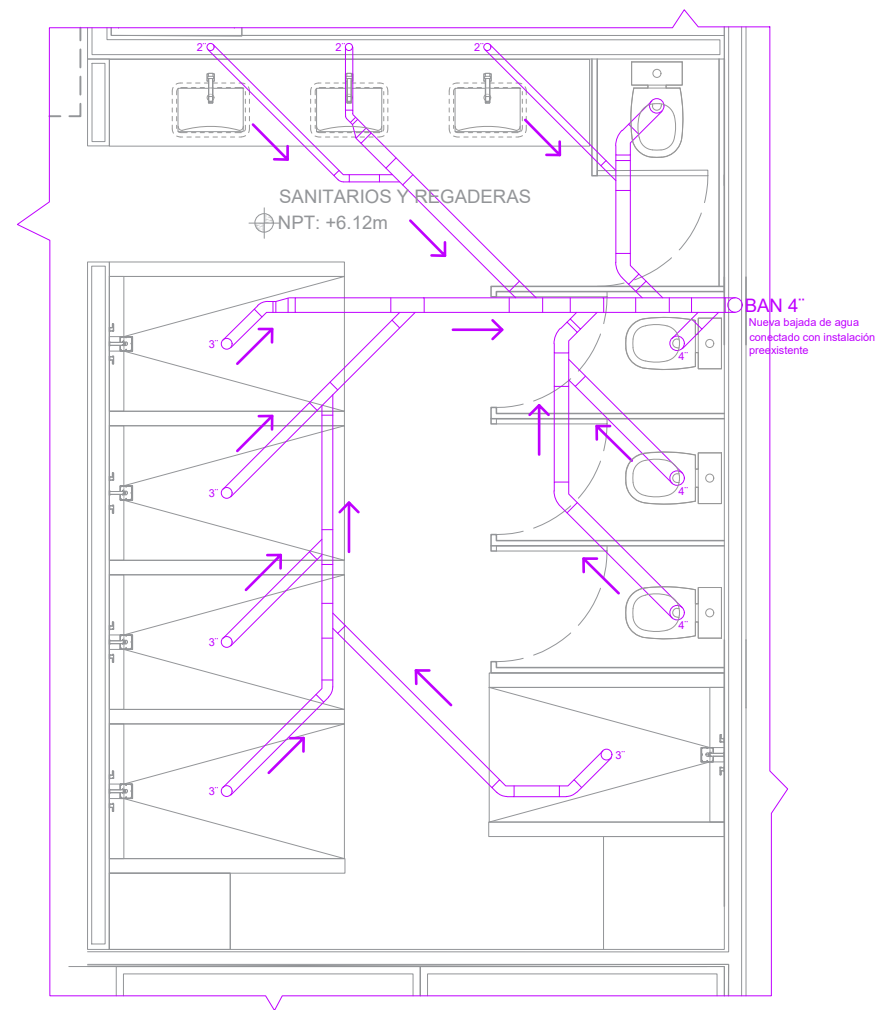 2¨
2¨
2¨
SANITARIOS Y REGADERAS
NPT: +6.12m
BAN 4¨
Nueva bajada de agua
conectado con instalación
preexistente
3¨
4¨
3¨
4¨
3¨
4¨
3¨
3¨